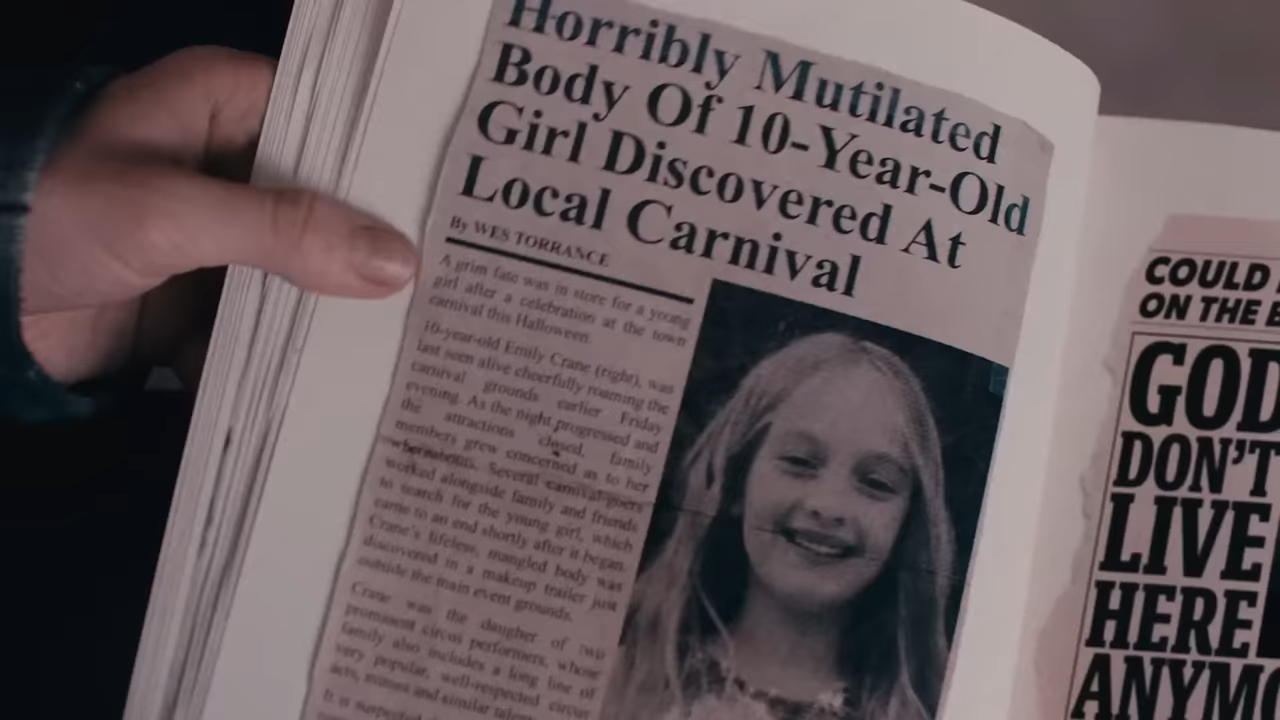 Horribly Mutilated
Body Of 10-Year-Old
Girl Discovered At
Local Carnival
By WES TORRANCE
A grim fate was in store for a young
girl after a celebration at the town
carnival this Halloween.
10-year-old Emily Crane (right), was
last seen alive cheerfully roaming the
carnival grounds earlier Friday
evening. As the night progressed and
the attractions closed, family
members grew concerned as to her
whereabouts. Several carnival-goers
worked alongside family and friends
to search for the young girl, which
came to an end shortly after it began.
Crane's lifeless, mangled body was
discovered in a makeup trailer just
outside the main event grounds.
Crane was the daughter of two
prominent circus performers, whose
family also includes a long line of
very popular, well-respected circus
acts, mimes and similar talent
It is suspected
COULD
ON THE
GOD
DON'T
LIVE
HERE
ANYMO